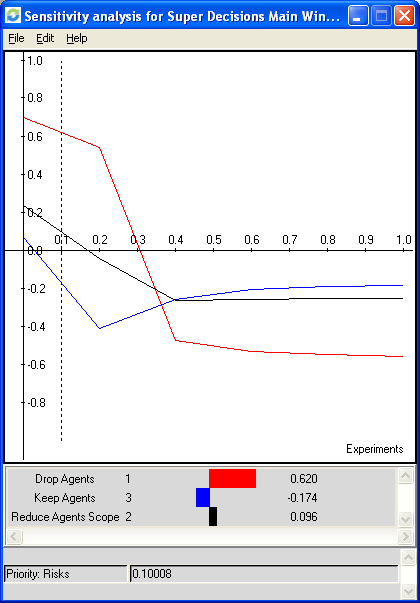 Sensitivity analysis for Super Decisions Main Win...
File Edit Help
1.0
0.8
0.6
0.4
0.2
0.0 0.1 0.2 0.3 0.4 0.5 0.6 0.7 0.8 0.9 1.0
-0.2
-0.4
-0.6
-0.8
Experiments
Drop Agents 1 0.620
Keep Agents 3 -0.174
Reduce Agents Scope 2 0.096
Priority: Risks 0.10008